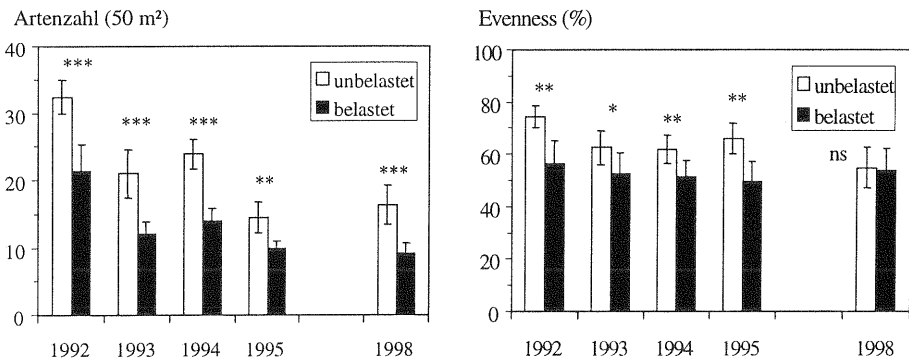 Artenzahl (50 m²)
40
30
20
10
0
***
***
***
**
***
unbelastet
belastet
1992 1993 1994 1995 1998
Evenness (%)
100
80
60
40
20
0
**
*
**
**
ns
unbelastet
belastet
1992 1993 1994 1995 1998